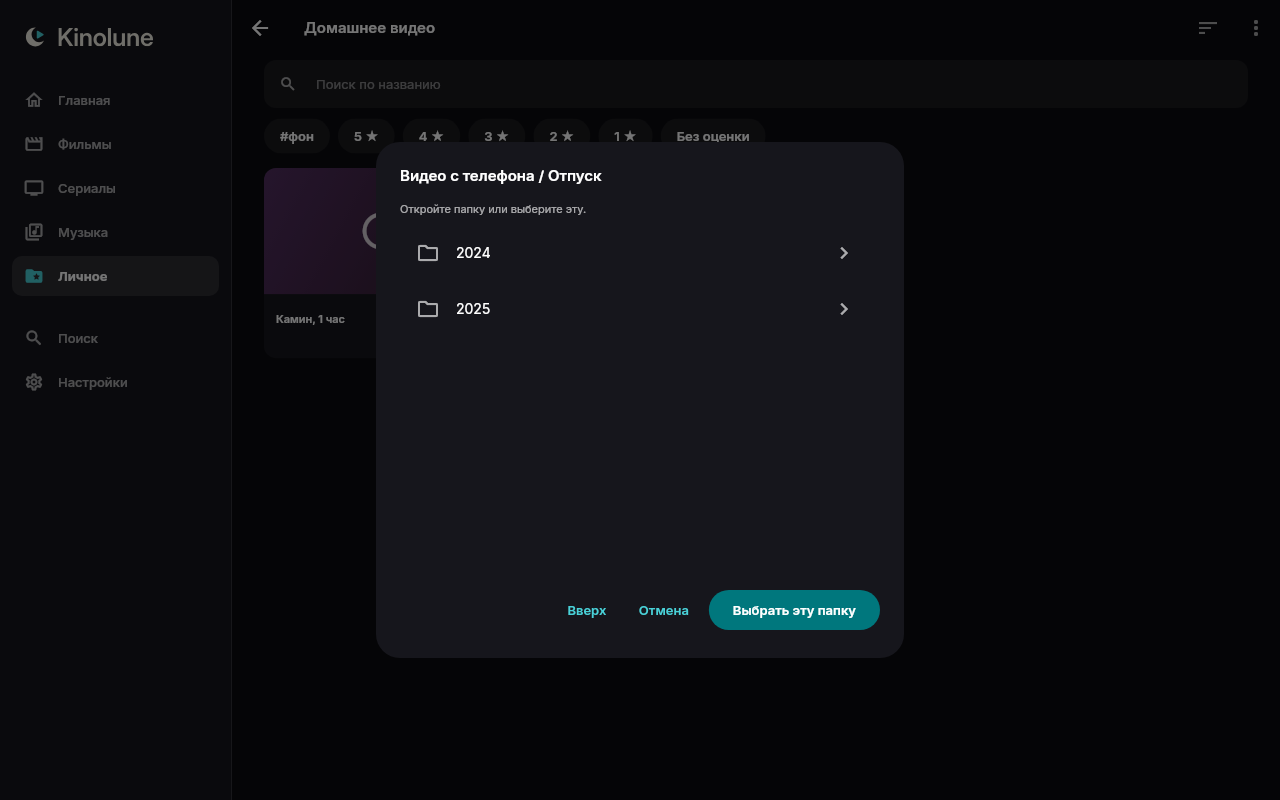 Kinolune
Домашнее видео
Главная
Фильмы
Сериалы
Музыка
Личное
Поиск
Настройки
Поиск по названию
#фон
5 ★
4 ★
3 ★
2 ★
1 ★
Без оценки
Камин, 1 час
Видео с телефона / Отпуск
Откройте папку или выберите эту.
2024
2025
Вверх
Отмена
Выбрать эту папку